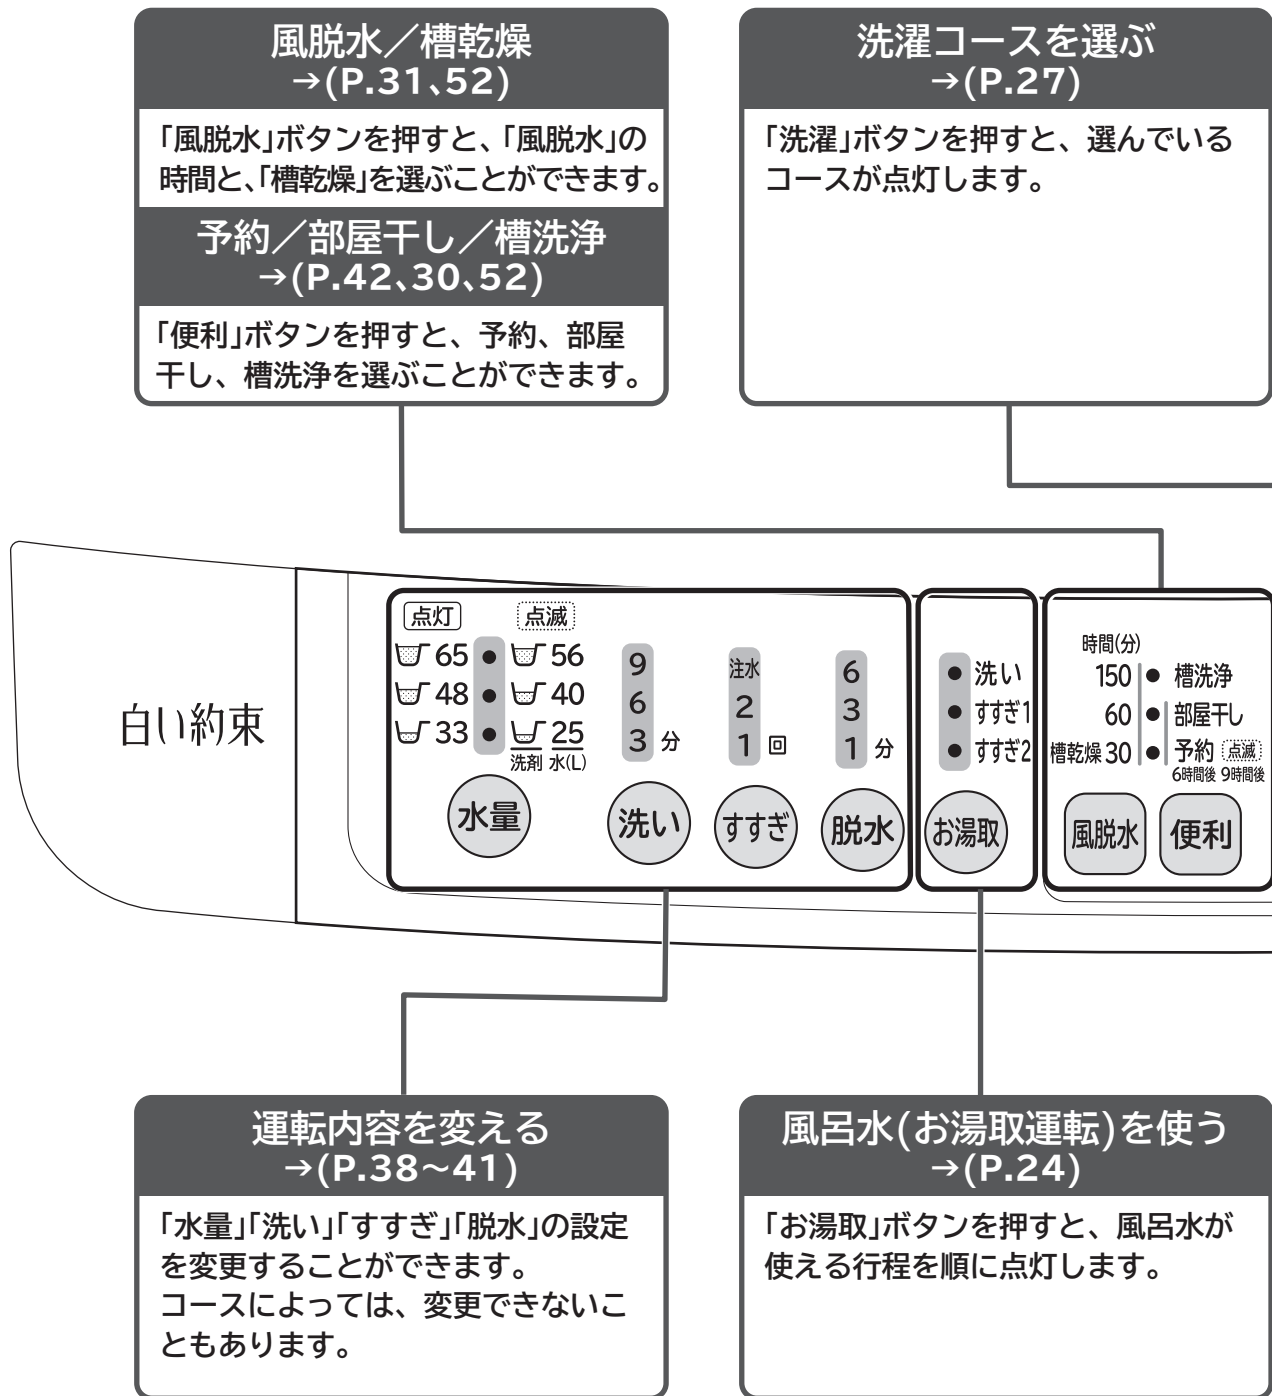 風脱水／槽乾燥
→(P.31、52)
「風脱水」ボタンを押すと、「風脱水」の
時間と、「槽乾燥」を選ぶことができます。
予約／部屋干し／槽洗浄
→(P.42、30、52)
「便利」ボタンを押すと、予約、部屋
干し、槽洗浄を選ぶことができます。
洗濯コースを選ぶ
→(P.27)
「洗濯」ボタンを押すと、選んでいる
コースが点灯します。
白い約束
点灯 点滅
65 56
48 40
33 25
洗剤 水(L)
水量
9
6
3 分
洗い
注水
2
1 回
すすぎ
6
3
1 分
脱水
洗い
すすぎ1
すすぎ2
お湯取
時間(分)
150 槽洗浄
60 部屋干し
槽乾燥 30 予約 点滅
6時間後 9時間後
風脱水 便利
運転内容を変える
→(P.38〜41)
「水量」「洗い」「すすぎ」「脱水」の設定
を変更することができます。
コースによっては、変更できないこ
ともあります。
風呂水(お湯取運転)を使う
→(P.24)
「お湯取」ボタンを押すと、風呂水が
使える行程を順に点灯します。